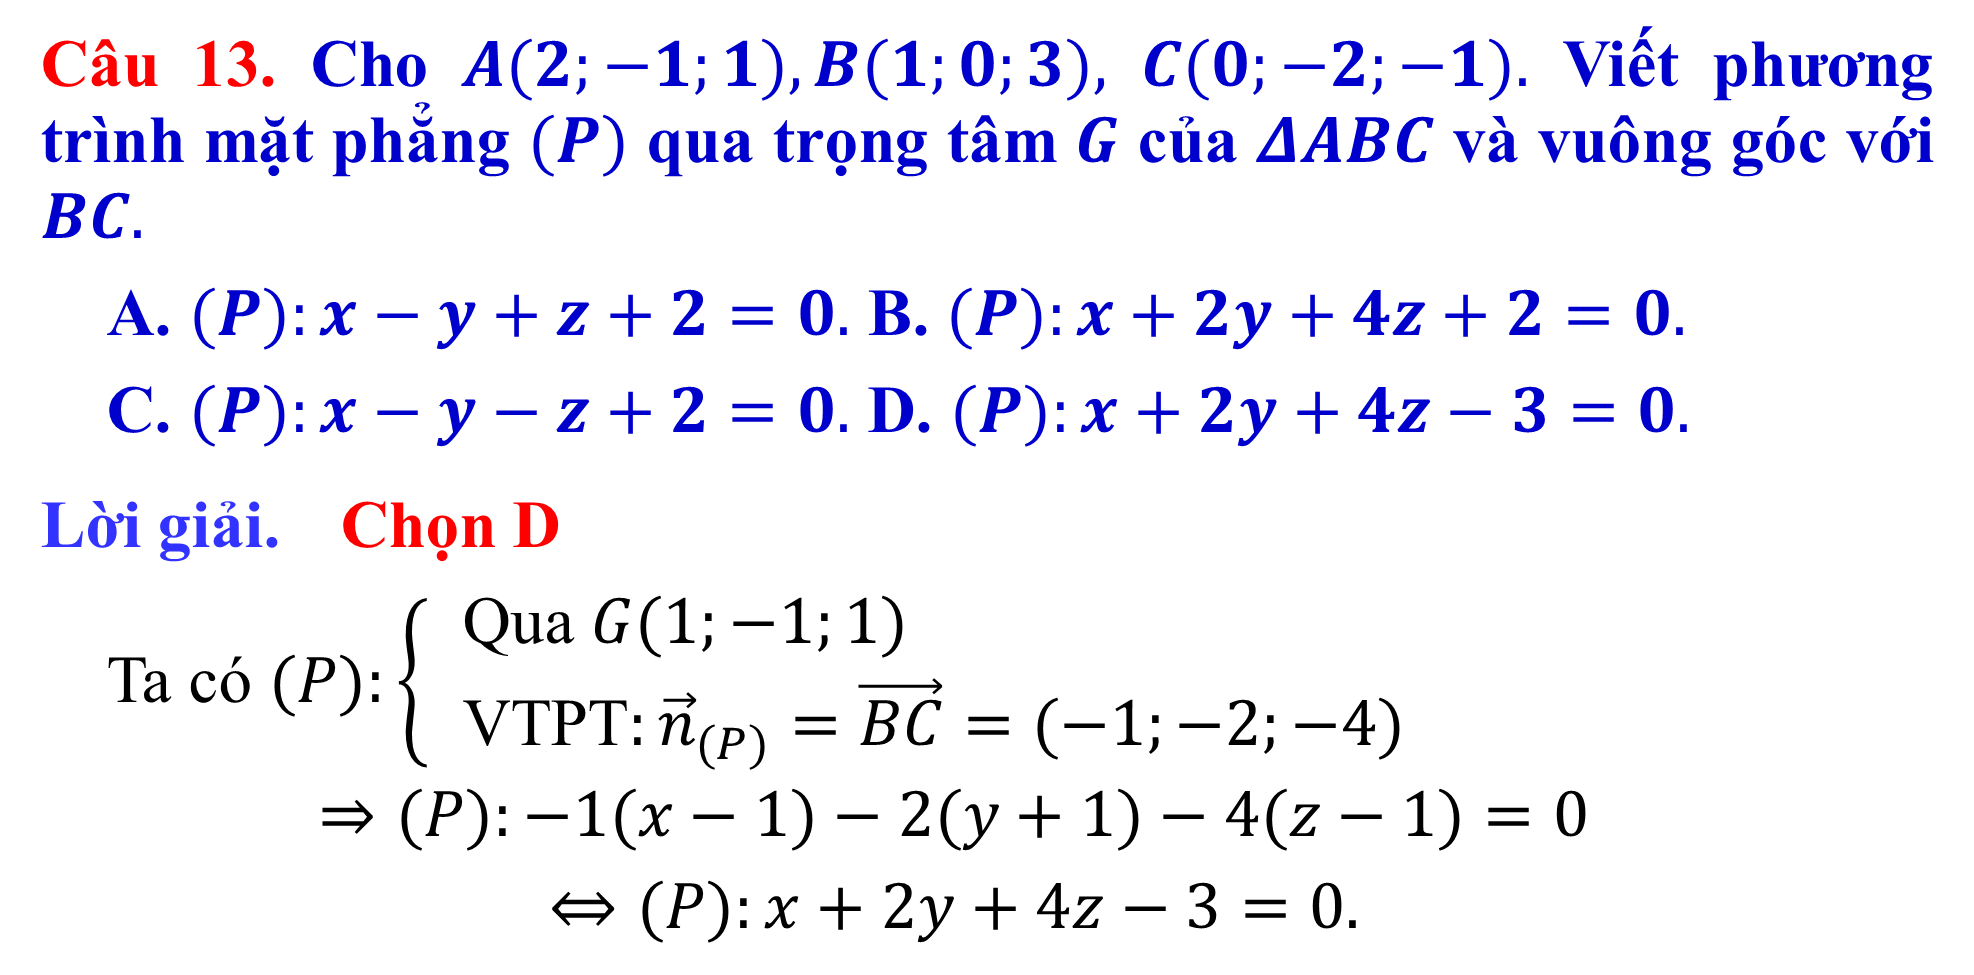 Câu 13. Cho A(2; −1; 1), B(1; 0; 3), C(0; −2; −1). Viết phương
trình mặt phẳng (P) qua trọng tâm G của ΔABC và vuông góc với
BC.
A. (P): x − y + z + 2 = 0. B. (P): x + 2y + 4z + 2 = 0.
C. (P): x − y − z + 2 = 0. D. (P): x + 2y + 4z − 3 = 0.
Lời giải. Chọn D
Qua G(1; −1; 1)
Ta có (P): {
VTPT: n⃗₍P₎ = B⃗C⃗ = (−1; −2; −4)
⇒ (P): −1(x − 1) − 2(y + 1) − 4(z − 1) = 0
⇔ (P): x + 2y + 4z − 3 = 0.